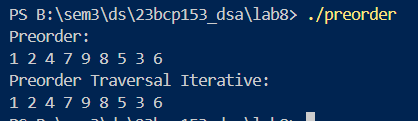 PS B:\sem3\ds\23bcp153_dsa\lab8> ./preorder
Preorder:
1 2 4 7 9 8 5 3 6
Preorder Traversal Iterative:
1 2 4 7 9 8 5 3 6